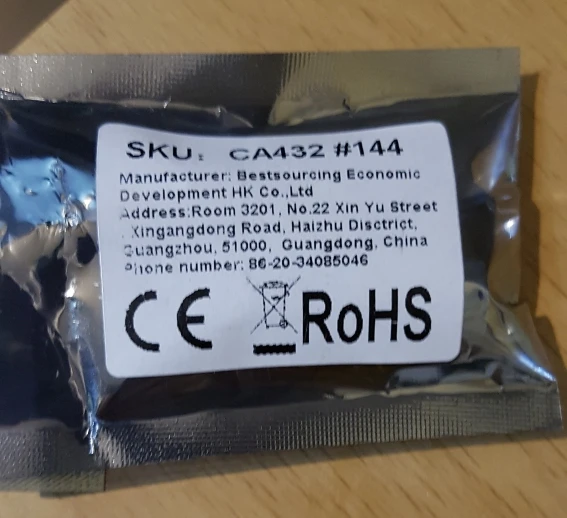 SKU: CA432 #144
Manufacturer: Bestsourcing Economic
Development HK Co.,Ltd
Address:Room 3201, No.22 Xin Yu Street
, Xingangdong Road, Haizhu Disctrict,
Guangzhou, 51000, Guangdong, China
Phone number: 86-20-34085046
CE RoHS